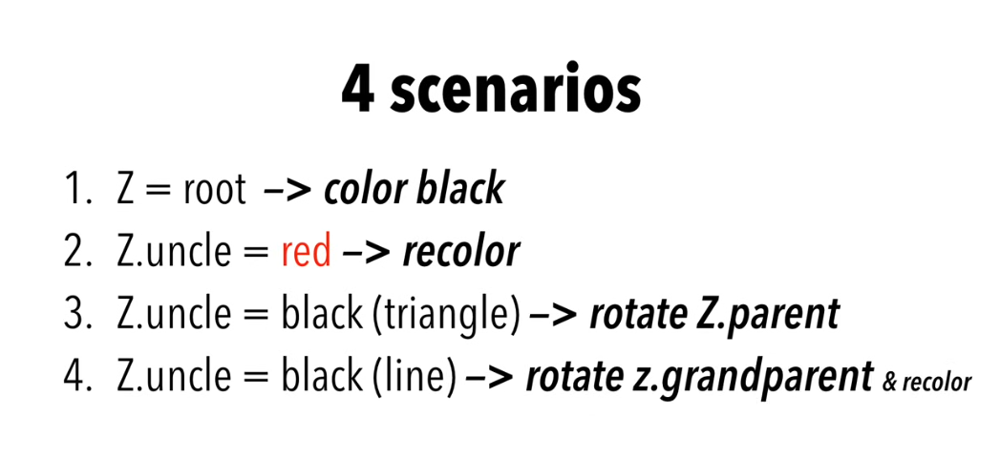 4 scenarios
1. Z = root –> color black
2. Z.uncle = red –> recolor
3. Z.uncle = black (triangle) –> rotate Z.parent
4. Z.uncle = black (line) –> rotate z.grandparent & recolor